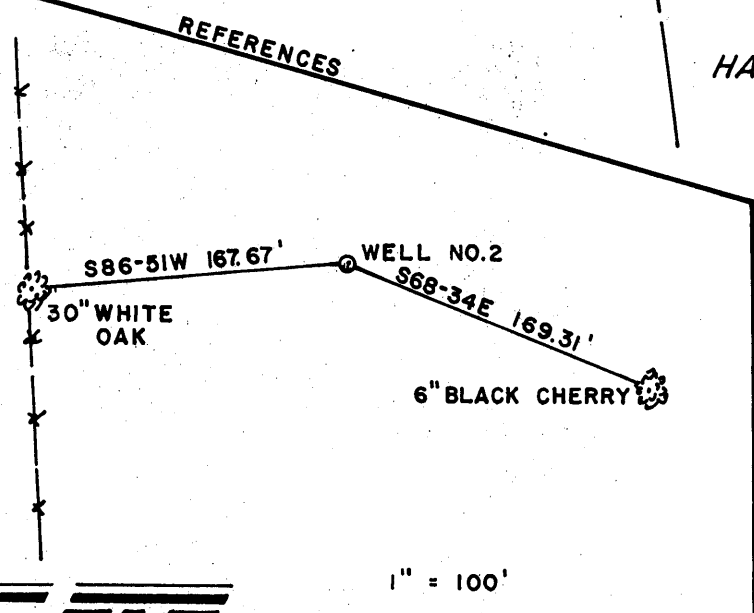 REFERENCES
HA
S86-51W 167.67'
WELL NO.2
S68-34E 169.31'
30" WHITE
OAK
6" BLACK CHERRY
1" = 100'